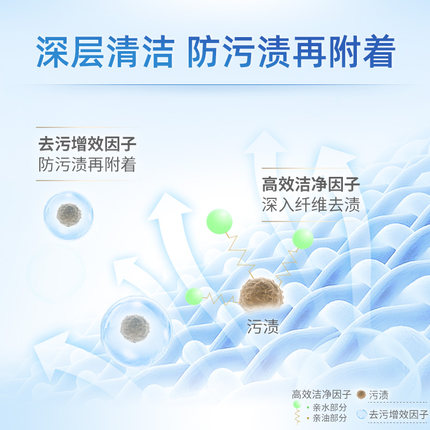 深层清洁 防污渍再附着
去污增效因子
防污渍再附着
高效洁净因子
深入纤维去渍
污渍
高效洁净因子
・亲水部分
・亲油部分
污渍
去污增效因子